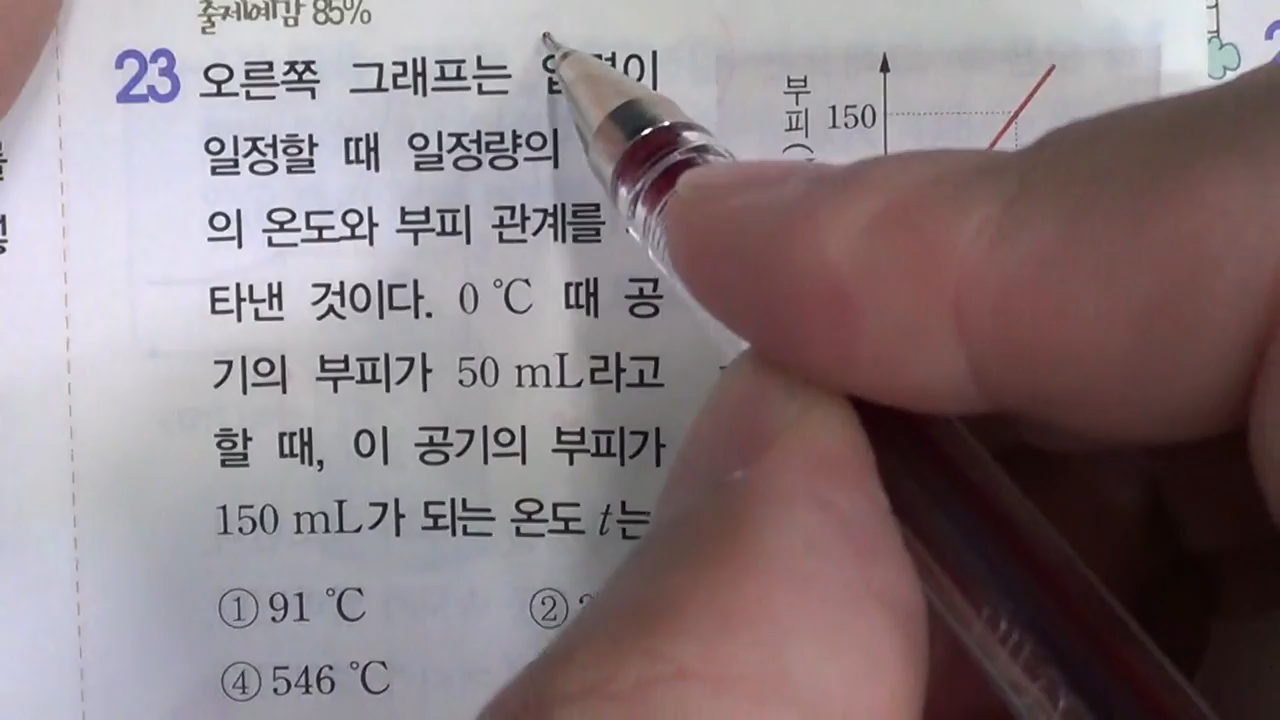 출제예감 85%
23 오른쪽 그래프는
일정할 때 일정량의
의 온도와 부피 관계를
타낸 것이다. 0 ℃ 때 공
기의 부피가 50 mL라고
할 때, 이 공기의 부피가
150 mL가 되는 온도 t는
① 91 ℃ ②
④ 546 ℃
부피(
150